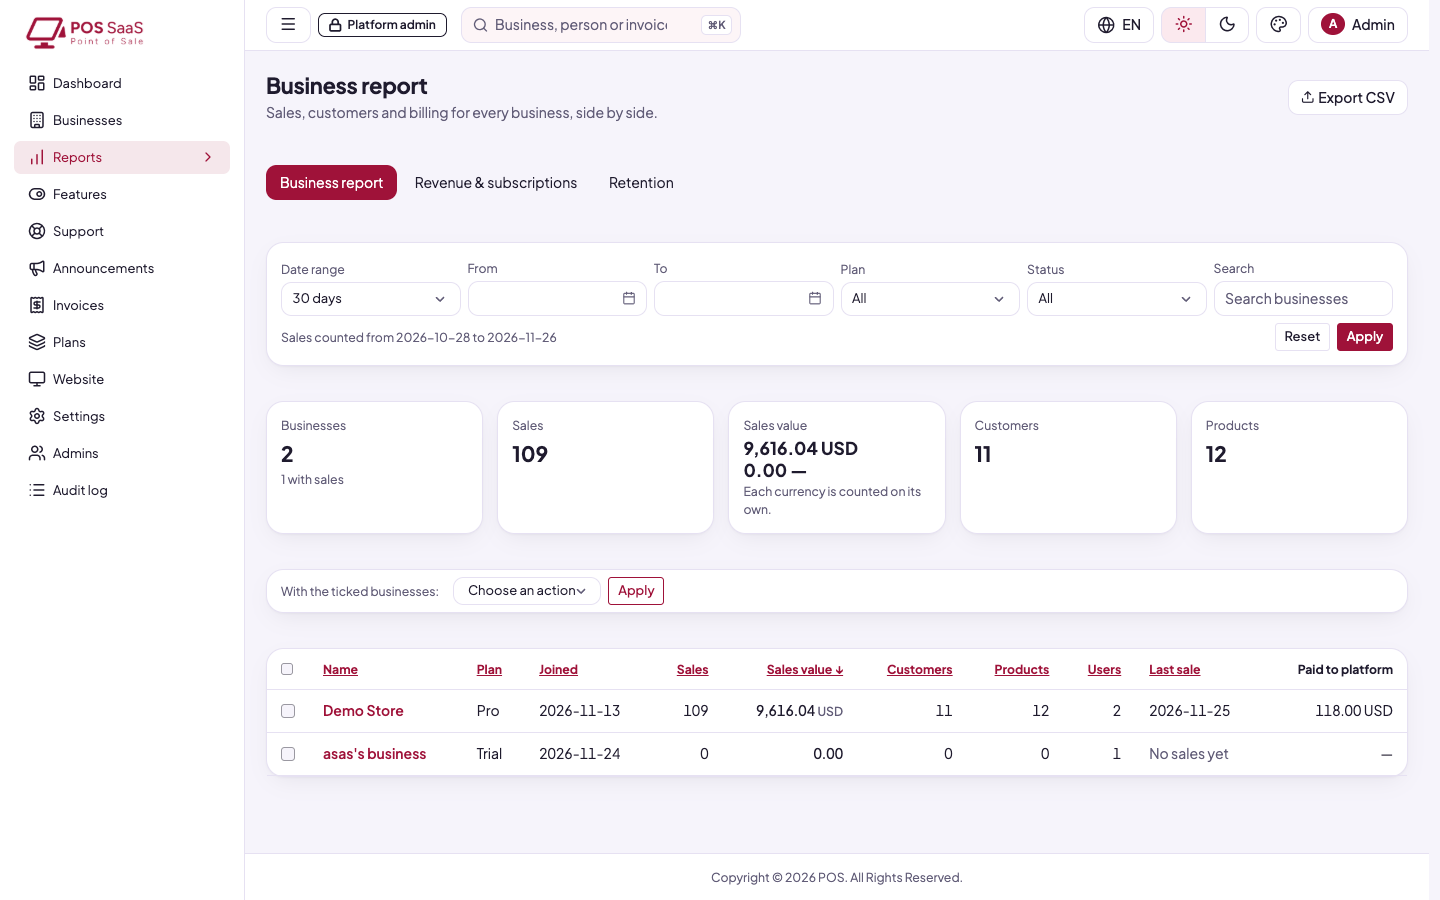 POS SaaS
Point of Sale
Platform admin
Business, person or invoic
⌘K
EN
A
Admin
Dashboard
Businesses
Reports
Features
Support
Announcements
Invoices
Plans
Website
Settings
Admins
Audit log
Business report
Sales, customers and billing for every business, side by side.
Export CSV
Business report
Revenue & subscriptions
Retention
Date range
From
To
Plan
Status
Search
30 days
All
All
Search businesses
Sales counted from 2026-10-28 to 2026-11-26
Reset
Apply
Businesses
2
1 with sales
Sales
109
Sales value
9,616.04 USD
0.00 —
Each currency is counted on its
own.
Customers
11
Products
12
With the ticked businesses:
Choose an action
Apply
Name Plan Joined Sales Sales value ↓ Customers Products Users Last sale Paid to platform
Demo Store Pro 2026-11-13 109 9,616.04 USD 11 12 2 2026-11-25 118.00 USD
asas's business Trial 2026-11-24 0 0.00 0 0 1 No sales yet —
Copyright © 2026 POS. All Rights Reserved.